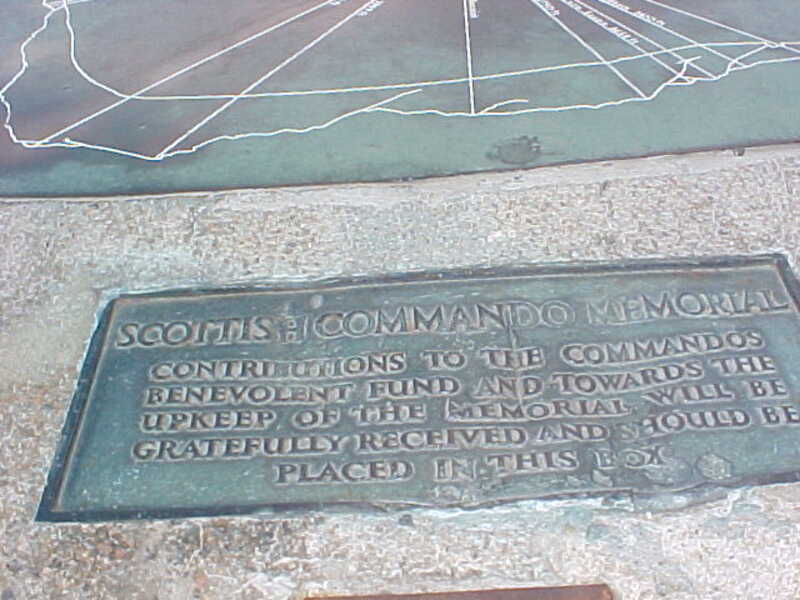 SCOTTISH COMMANDO MEMORIAL
CONTRIBUTIONS TO THE COMMANDOS
BENEVOLENT FUND AND TOWARDS THE
UPKEEP OF THE MEMORIAL WILL BE
GRATEFULLY RECEIVED AND SHOULD BE
PLACED IN THIS BOX